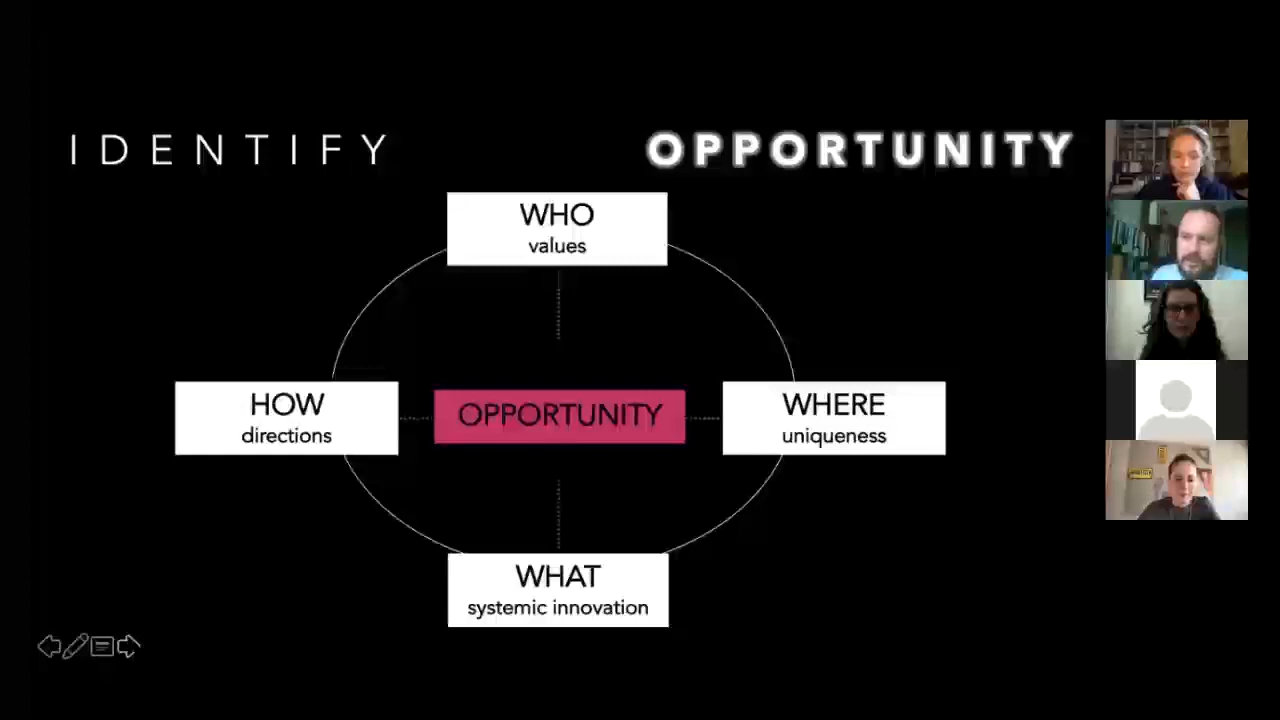 IDENTIFY OPPORTUNITY
WHO
values
HOW
directions
OPPORTUNITY
WHERE
uniqueness
WHAT
systemic innovation